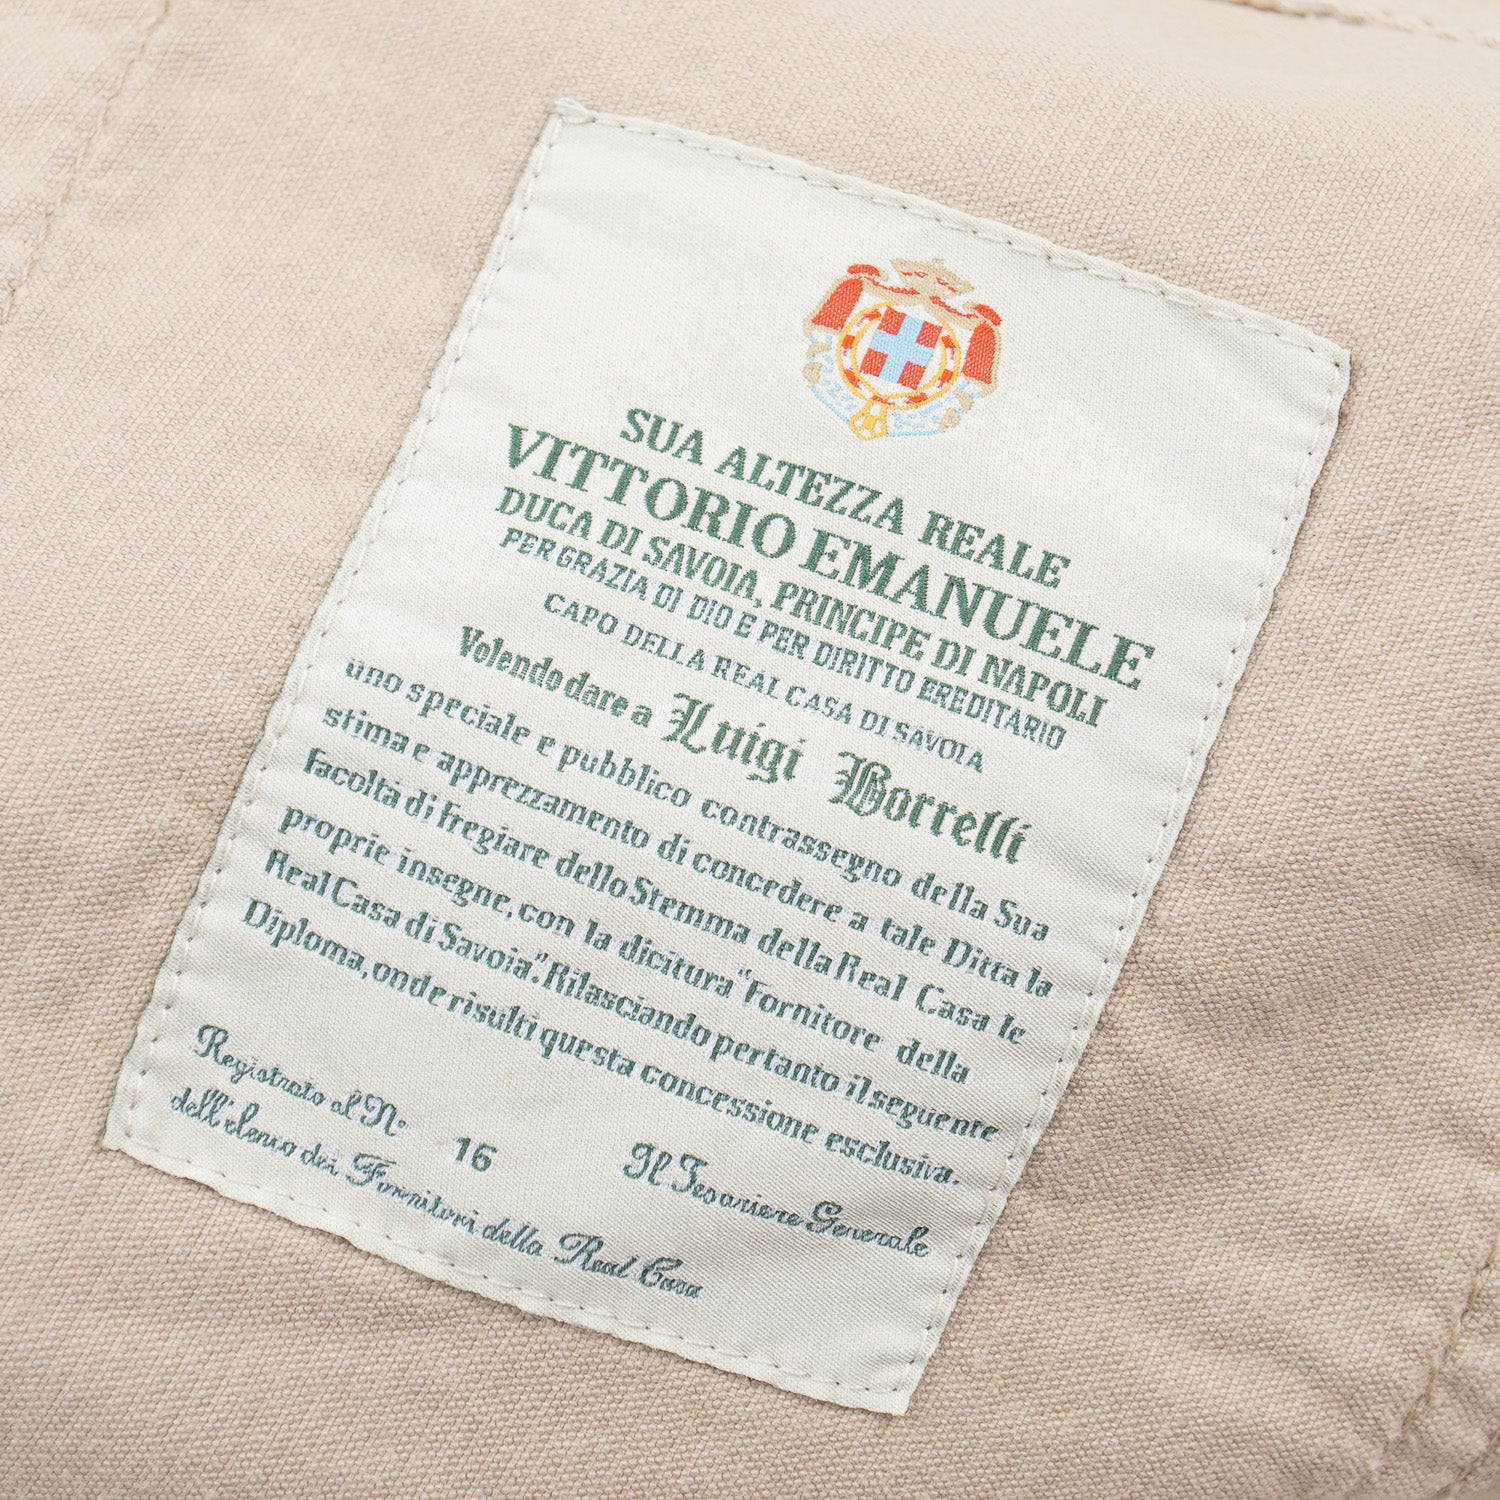 SUA ALTEZZA REALE
VITTORIO EMANUELE
DUCA DI SAVOIA, PRINCIPE DI NAPOLI
PER GRAZIA DI DIO E PER DIRITTO EREDITARIO
CAPO DELLA REAL CASA DI SAVOIA
Volendo dare a Luigi Borrelli
uno speciale e pubblico contrassegno della Sua
stima e apprezzamento di concedere a tale Ditta la
facoltà di fregiare dello Stemma della Real Casa le
proprie insegne, con la dicitura "Fornitore della
Real Casa di Savoia". Rilasciando pertanto il seguente
Diploma, onde risulti questa concessione esclusiva.
Registrato al N° 16 Il Tesoriere Generale
dell'elenco dei Fornitori della Real Casa